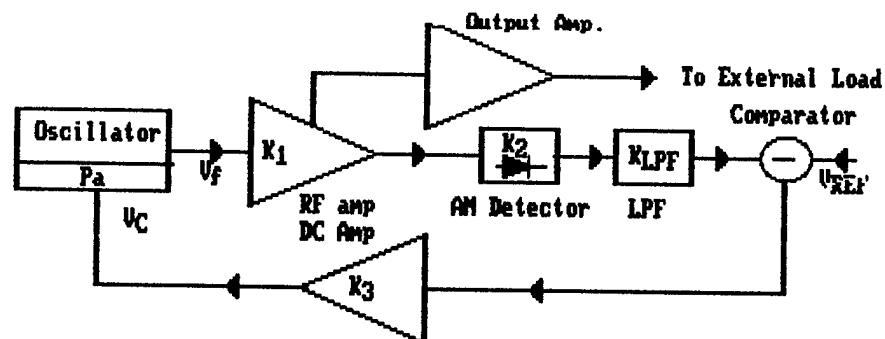 Output Amp.
To External Load
Comparator
Oscillator
Pa
Vf
K1
K2
KLPF
VREF
VC
RF amp
DC Amp
AM Detector
LPF
K3